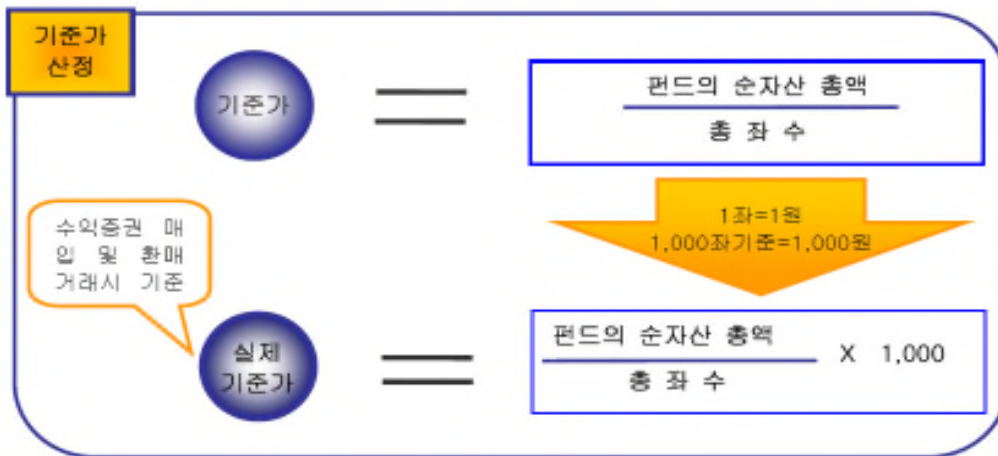 기준가
산정
기준가
펀드의 순자산 총액
총 좌 수
1좌=1원
1,000좌기준=1,000원
수익증권 매
입 및 환매
거래시 기준
실제
기준가
펀드의 순자산 총액
총 좌 수
X 1,000